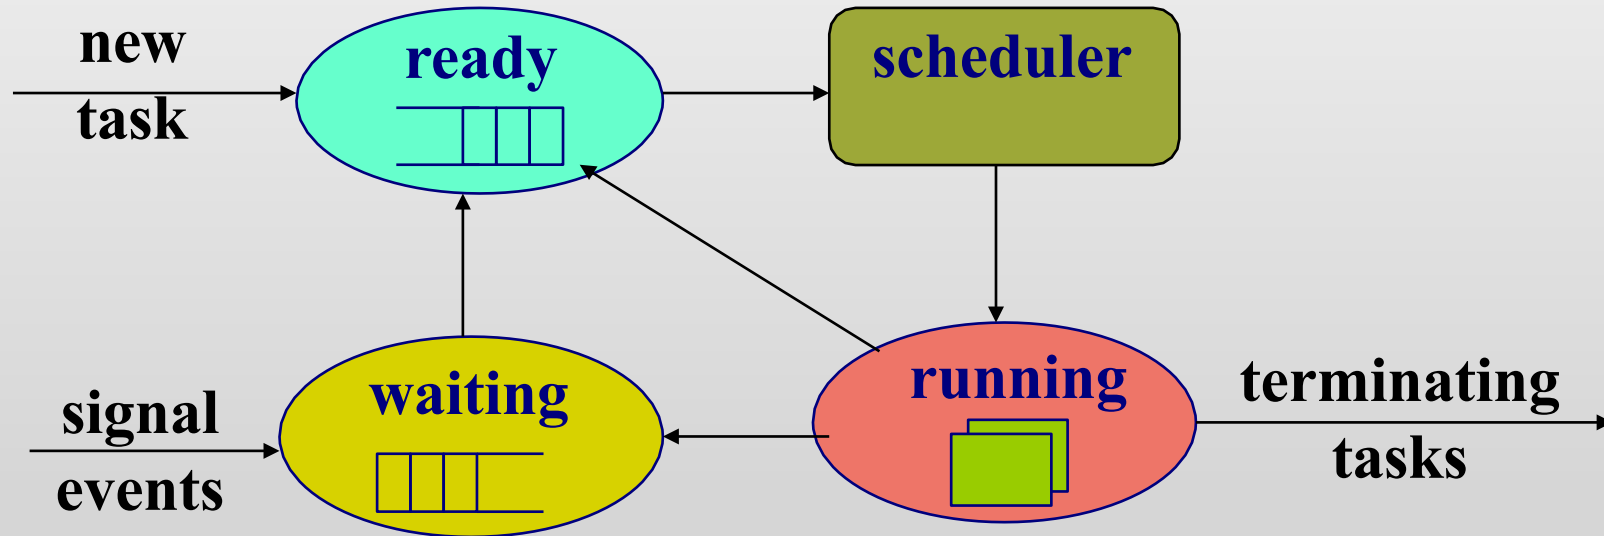 new
task
ready
scheduler
signal
events
waiting
running
terminating
tasks